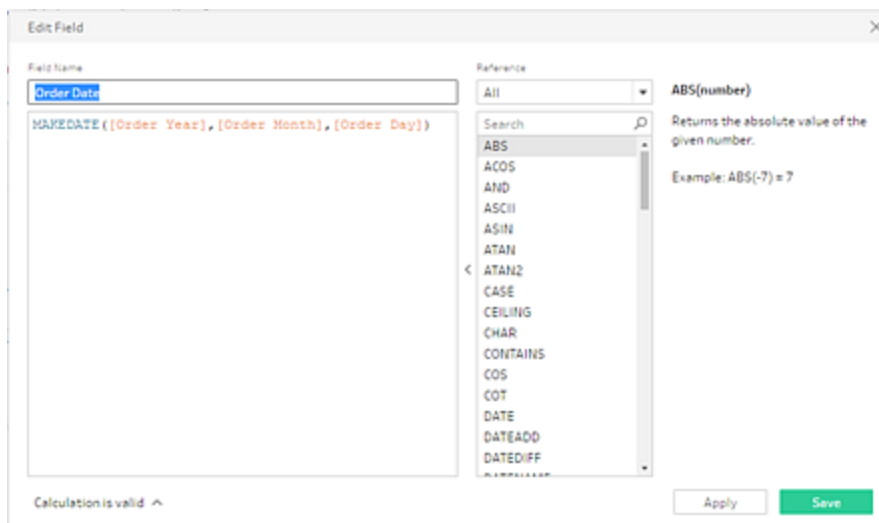 Edit Field
Field Name
Order Date
MAKEDATE([Order Year],[Order Month],[Order Day])
Reference
All
Search
ABS
ACOS
AND
ASCII
ASIN
ATAN
ATAN2
CASE
CEILING
CHAR
CONTAINS
COS
COT
DATE
DATEADD
DATEDIFF
ABS(number)
Returns the absolute value of the
given number.
Example: ABS(-7) = 7
Calculation is valid
Apply
Save